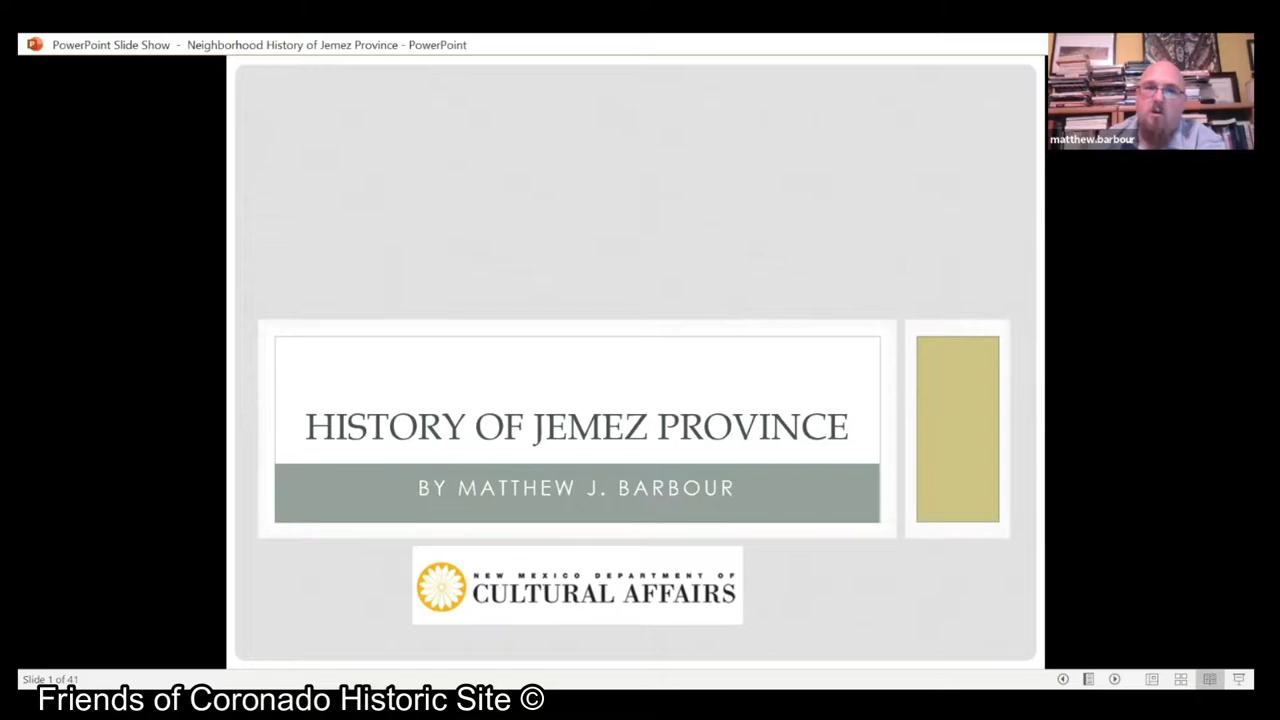 PowerPoint Slide Show - Neighborhood History of Jemez Province - PowerPoint
matthew.barbour
HISTORY OF JEMEZ PROVINCE
BY MATTHEW J. BARBOUR
NEW MEXICO DEPARTMENT OF
CULTURAL AFFAIRS
Slide 1 of 41
Friends of Coronado Historic Site ©